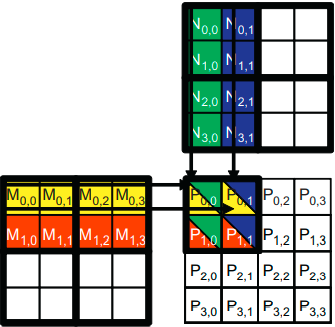 N0,0 N0,1
N1,0 N1,1
N2,0 N2,1
N3,0 N3,1
M0,0 M0,1 M0,2 M0,3 P0,0 P0,1 P0,2 P0,3
M1,0 M1,1 M1,2 M1,3 P1,0 P1,1 P1,2 P1,3
P2,0 P2,1 P2,2 P2,3
P3,0 P3,1 P3,2 P3,3